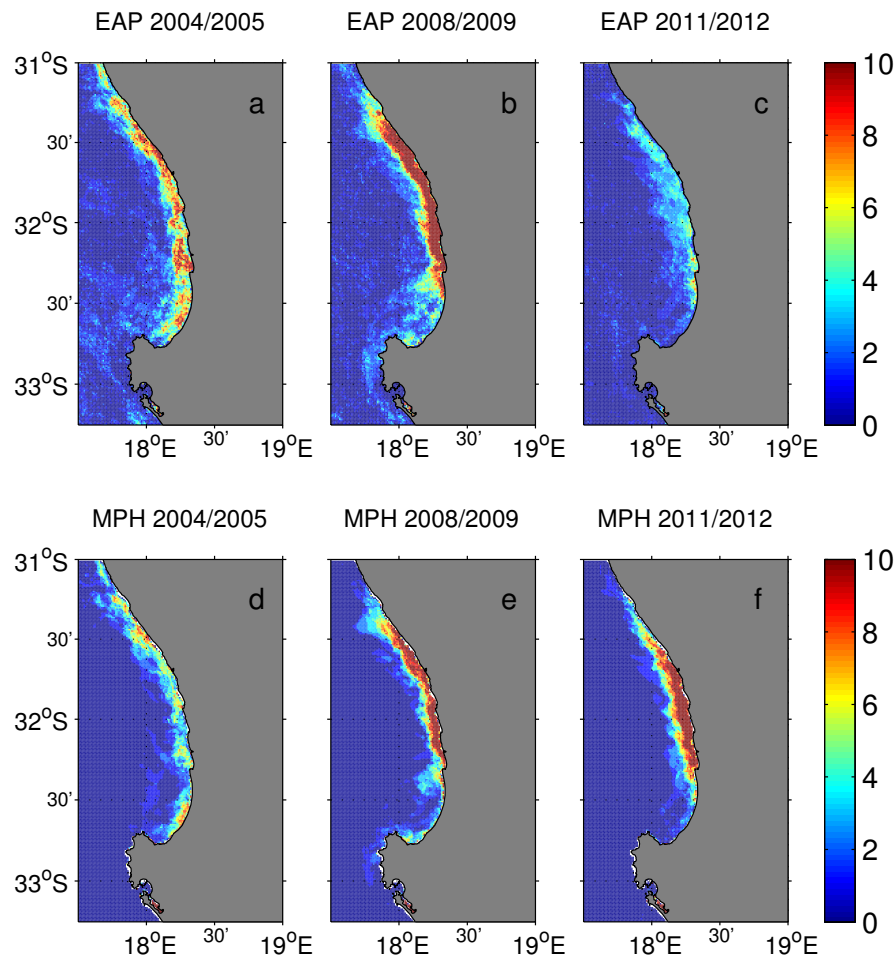 EAP 2004/2005 EAP 2008/2009 EAP 2011/2012
31°S a b c 10
30' 8
32°S 6
30' 4
33°S 2
18°E 30' 19°E 18°E 30' 19°E 18°E 30' 19°E 0
MPH 2004/2005 MPH 2008/2009 MPH 2011/2012
31°S d e f 10
30' 8
32°S 6
30' 4
33°S 2
18°E 30' 19°E 18°E 30' 19°E 18°E 30' 19°E 0